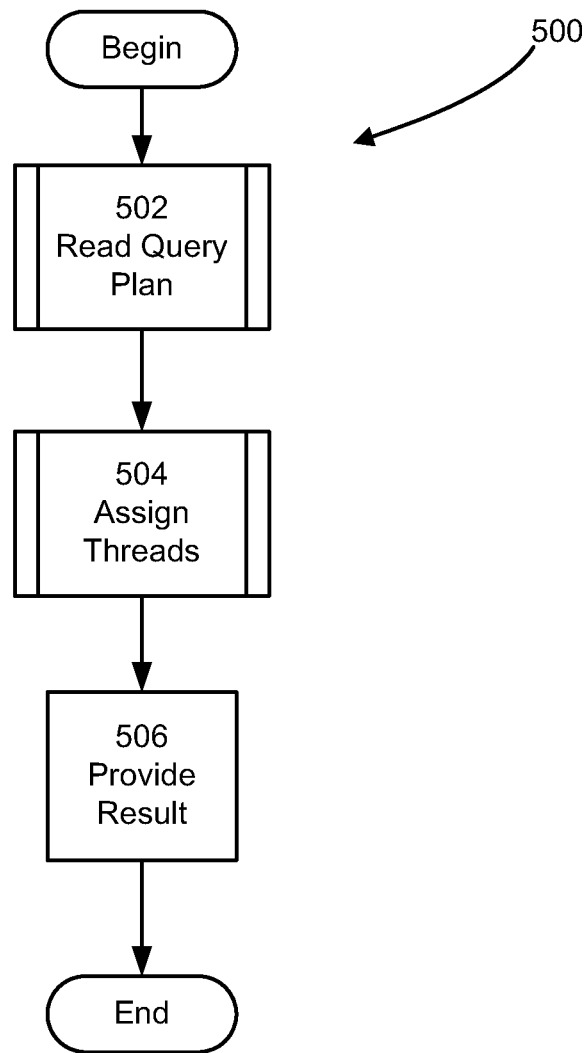 500
Begin
502
Read Query
Plan
504
Assign
Threads
506
Provide
Result
End